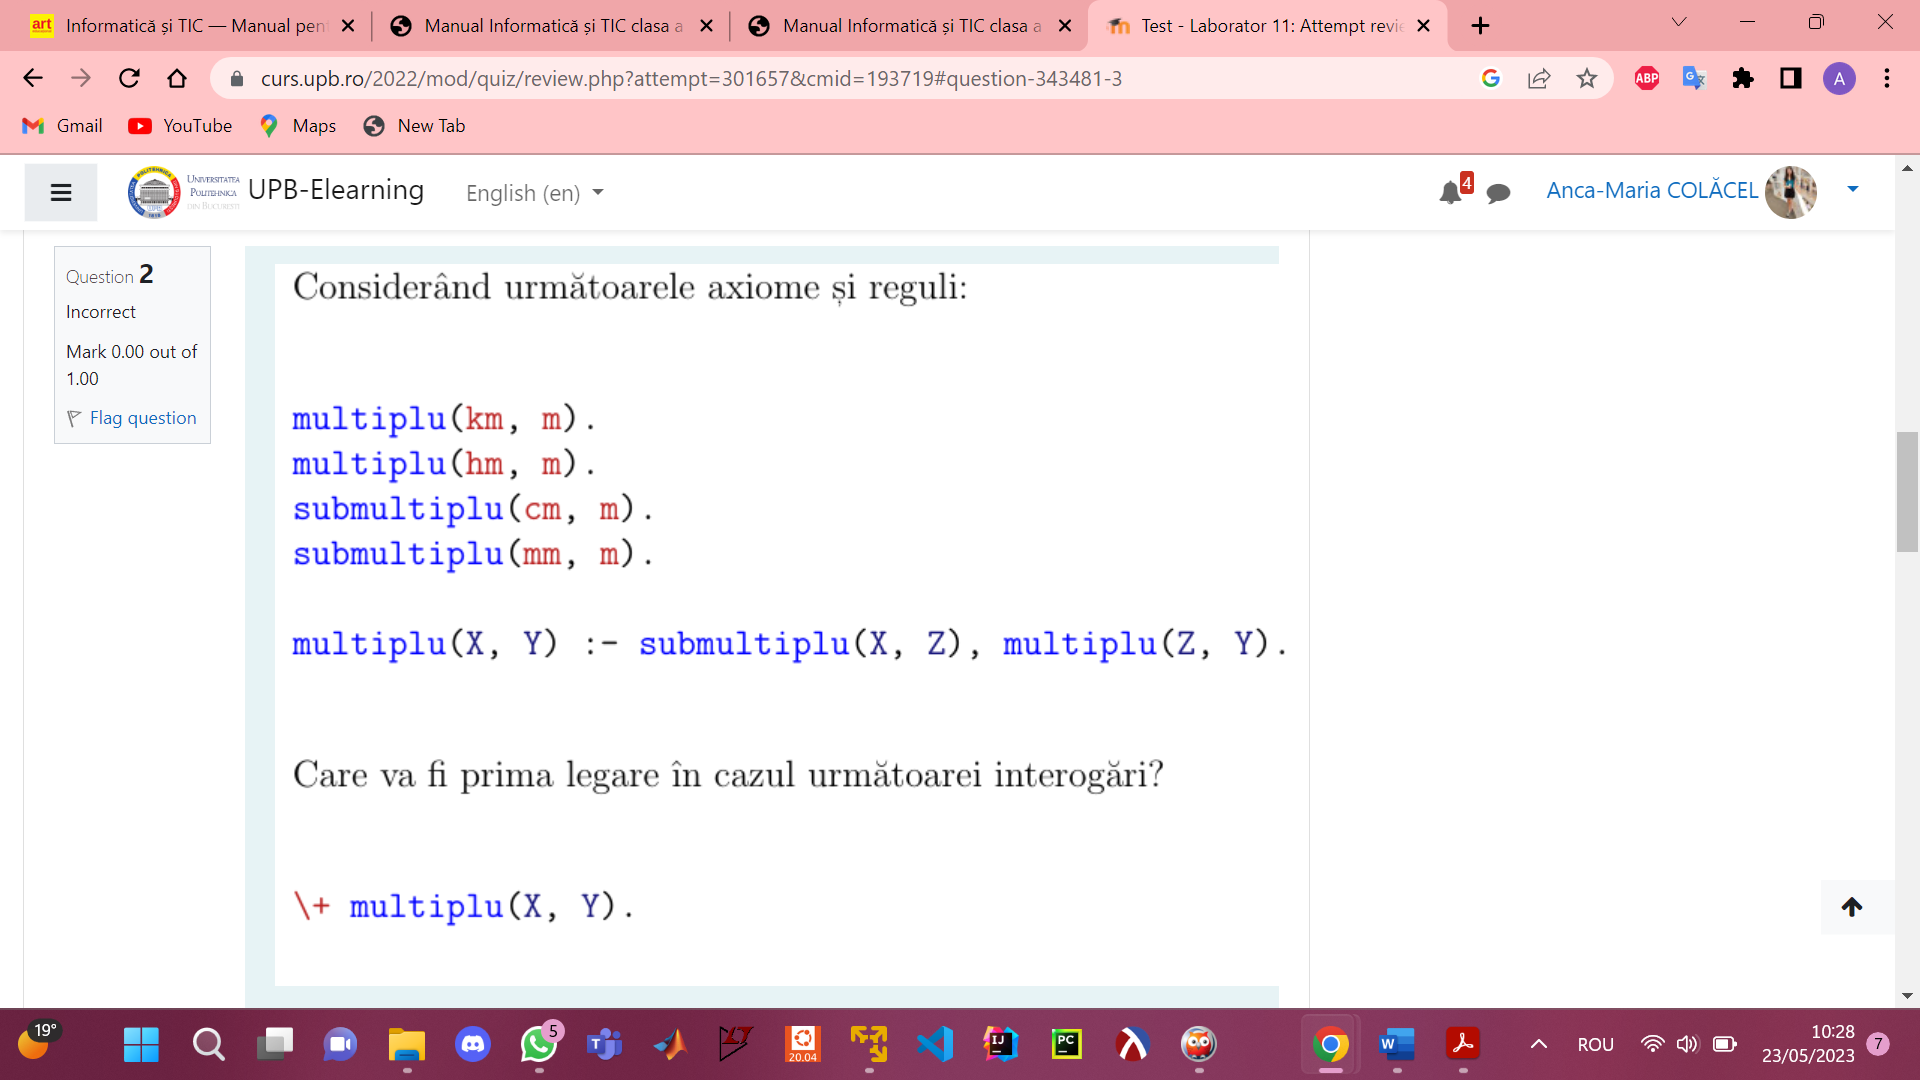 Informatică și TIC — Manual pen
Manual Informatică și TIC clasa a
Manual Informatică și TIC clasa a
Test - Laborator 11: Attempt revie
curs.upb.ro/2022/mod/quiz/review.php?attempt=301657&cmid=193719#question-343481-3
ABP
A
Gmail
YouTube
Maps
New Tab
UNIVERSITATEA
POLITEHNICA
DIN BUCUREȘTI
UPB-Elearning
English (en)
4
Anca-Maria COLĂCEL
Question 2
Incorrect
Mark 0.00 out of
1.00
Flag question
Considerând următoarele axiome și reguli:
multiplu(km, m).
multiplu(hm, m).
submultiplu(cm, m).
submultiplu(mm, m).
multiplu(X, Y) :- submultiplu(X, Z), multiplu(Z, Y).
Care va fi prima legare în cazul următoarei interogări?
\+ multiplu(X, Y).
19°
5
20.04
IJ
PC
W
ROU
10:28
23/05/2023
7